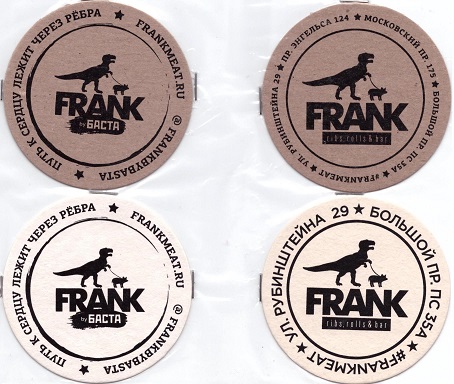 ПУТЬ К СЕРДЦУ ЛЕЖИТ ЧЕРЕЗ РЁБРА ★ FRANKMEAT.RU @FRANKBYBASTA ★
FRANK
by БАСТА
УЛ. РУБИНШТЕЙНА 29 ★ ПР. ЭНГЕЛЬСА 124 ★ МОСКОВСКИЙ ПР. 175 ★ БОЛЬШОЙ ПР. ПС 35А ★ #FRANKMEAT ★
FRANK
ribs, rolls & bar
ПУТЬ К СЕРДЦУ ЛЕЖИТ ЧЕРЕЗ РЁБРА ★ FRANKMEAT.RU @FRANKBYBASTA ★
FRANK
by БАСТА
УЛ. РУБИНШТЕЙНА 29 ★ БОЛЬШОЙ ПР. ПС 35А ★ #FRANKMEAT ★
FRANK
ribs, rolls & bar